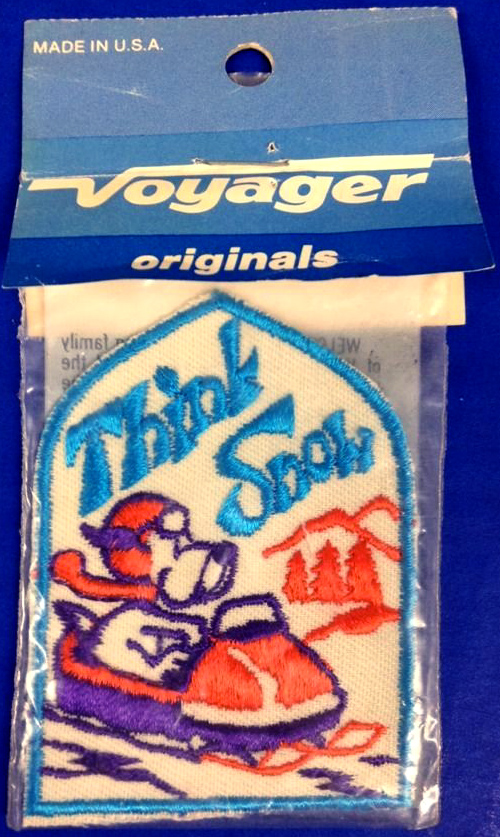 MADE IN U.S.A.
Voyager
originals
Think
Snow